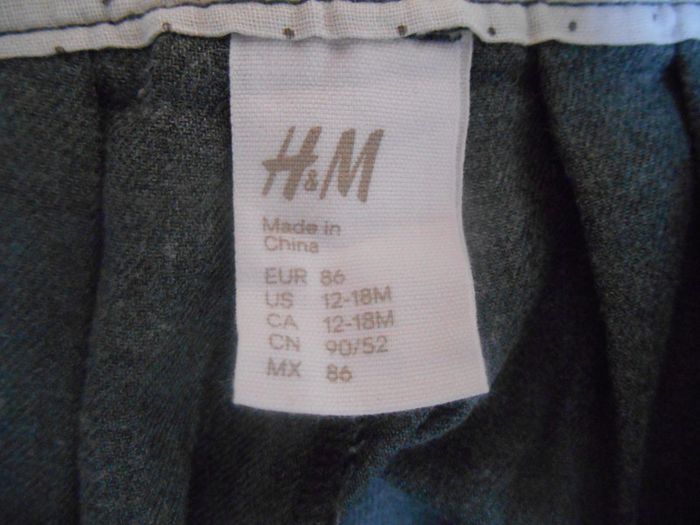 H&M
Made in
China
EUR 86
US 12-18M
CA 12-18M
CN 90/52
MX 86